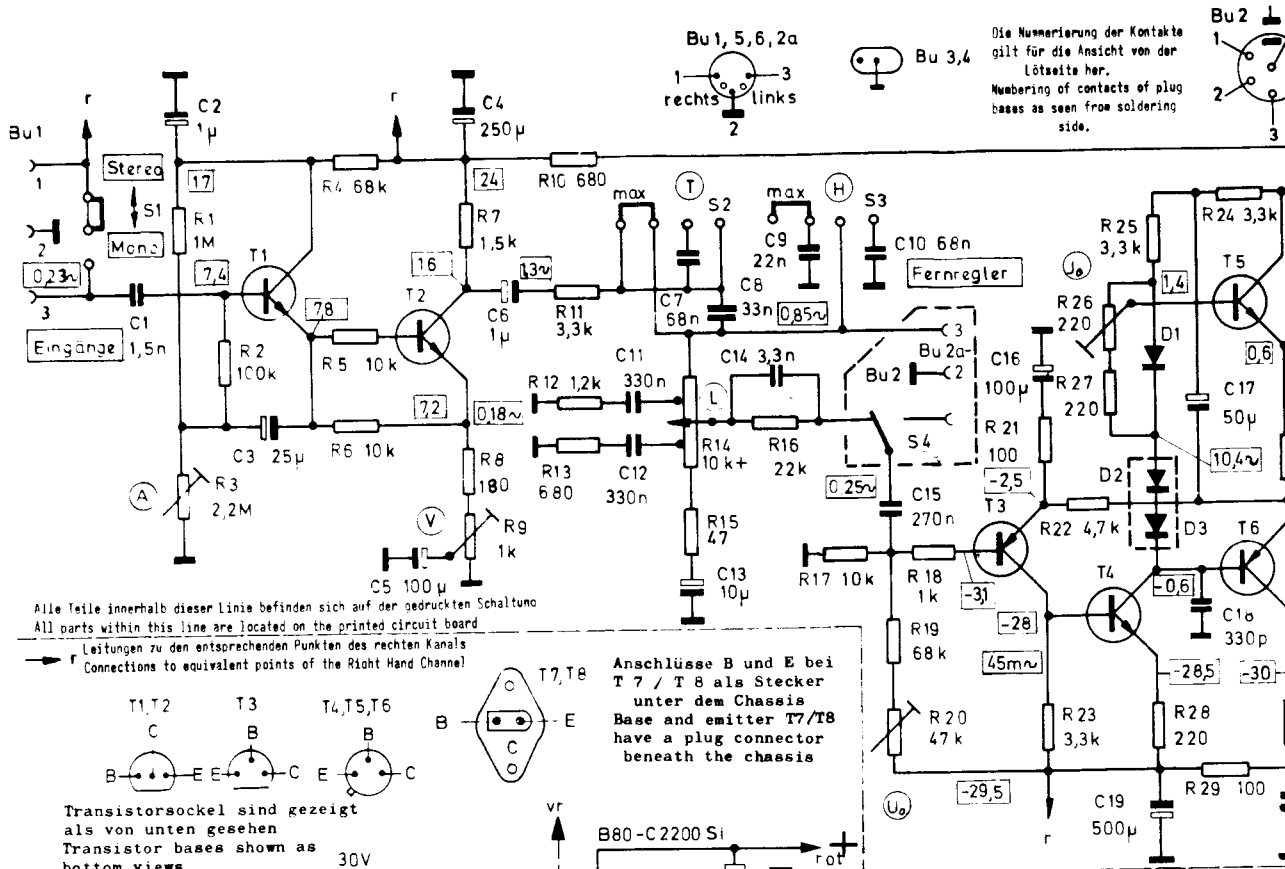 Bu 1, 5, 6, 2a
1 3
rechts links
2
Bu 3,4
Die Nummerierung der Kontakte
gilt für die Ansicht von der
Lötseite her.
Numbering of contacts of plug
bases as seen from soldering
side.
Bu 2
1
2
3
Bu 1
1
2
3
r
Stereo
S1
Mono
0,23~
Eingänge
C1
1,5n
C2
1µ
17
R1
1M
R4 68k
r
C4
250µ
24
R10 680
R7
1,5k
T1
7,4
7,8
R2
100k
R5 10k
T2
16
1,3~
C6
1µ
R11
3,3k
C3 25µ
R6 10k
7,2
0,18~
R8
180
A
R3
2,2M
V
R9
1k
C5 100µ
max
T
S2
max
H
S3
C7
68n
C8
33n
C9
22n
C10 68n
0,85~
Fernregler
3
Bu 2a
2
Bu2
S4
C11
330n
R12 1,2k
R13
680
C12
330n
L
C14 3,3n
R14
10k+
R16
22k
0,25~
R15
47
C13
10µ
C15
270n
R17 10k
R18
1k
-3,1
R19
68k
R20
47k
U₀
T3
-2,5
C16
100µ
R21
100
R22 4,7k
-28
45m~
R23
3,3k
-29,5
r
T4
-28,5
R28
220
C19
500µ
R29 100
R25
3,3k
R24 3,3k
J₀
R26
220
R27
220
1,4
D1
D2
D3
C17
50µ
10,4~
T5
0,6
T6
-0,6
C18
330p
-30
Alle Teile innerhalb dieser Linie befinden sich auf der gedruckten Schaltung
All parts within this line are located on the printed circuit board
r Leitungen zu den entsprechenden Punkten des rechten Kanals
Connections to equivalent points of the Right Hand Channel
T1,T2
C
B E
T3
B
E C
T4,T5,T6
B
E C
T7,T8
B E
C
Anschlüsse B und E bei
T 7 / T 8 als Stecker
unter dem Chassis
Base and emitter T7/T8
have a plug connector
beneath the chassis
Transistorsockel sind gezeigt
als von unten gesehen
Transistor bases shown as
bottom views
30V
vr
B80-C2200 Si
rot +